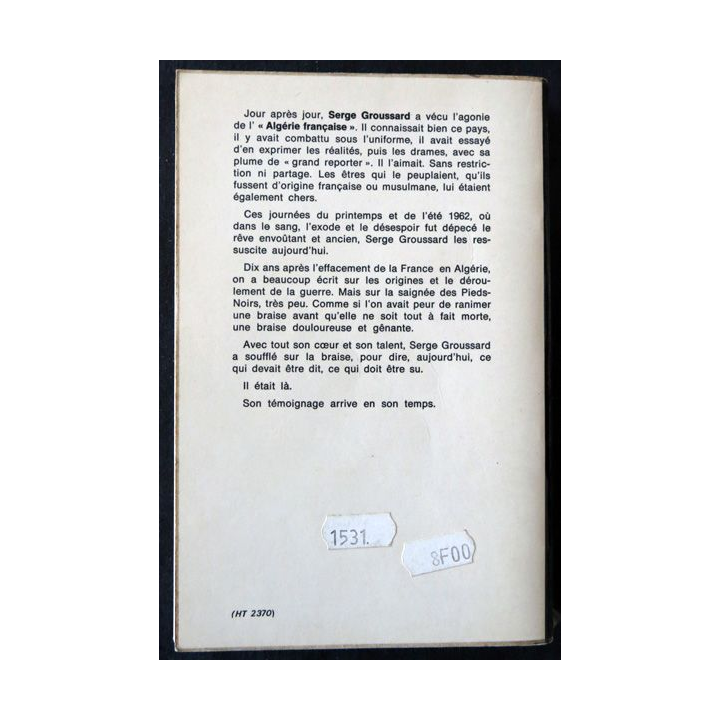 Jour après jour, Serge Groussard a vécu l'agonie
de l' « Algérie française ». Il connaissait bien ce pays,
il y avait combattu sous l'uniforme, il avait essayé
d'en exprimer les réalités, puis les drames, avec sa
plume de « grand reporter ». Il l'aimait. Sans restric-
tion ni partage. Les êtres qui le peuplaient, qu'ils
fussent d'origine française ou musulmane, lui étaient
également chers.
Ces journées du printemps et de l'été 1962, où
dans le sang, l'exode et le désespoir fut dépecé le
rêve envoûtant et ancien, Serge Groussard les res-
suscite aujourd'hui.
Dix ans après l'effacement de la France en Algérie,
on a beaucoup écrit sur les origines et le dérou-
lement de la guerre. Mais sur la saignée des Pieds-
Noirs, très peu. Comme si l'on avait peur de ranimer
une braise avant qu'elle ne soit tout à fait morte,
une braise douloureuse et gênante.
Avec tout son cœur et son talent, Serge Groussard
a soufflé sur la braise, pour dire, aujourd'hui, ce
qui devait être dit, ce qui doit être su.
Il était là.
Son témoignage arrive en son temps.
1531.
8F00
(HT 2370)